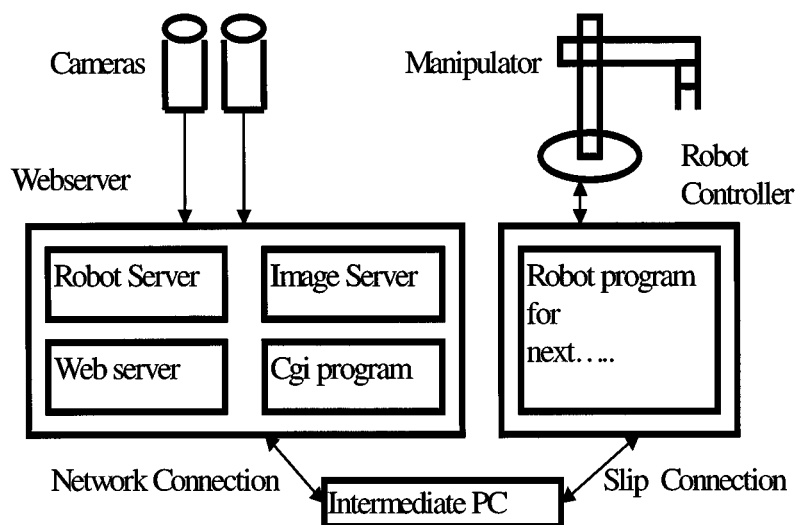 Cameras
Manipulator
Webserver
Robot
Controller
Robot Server
Image Server
Robot program
for
next…..
Web server
Cgi program
Network Connection
Intermediate PC
Slip Connection